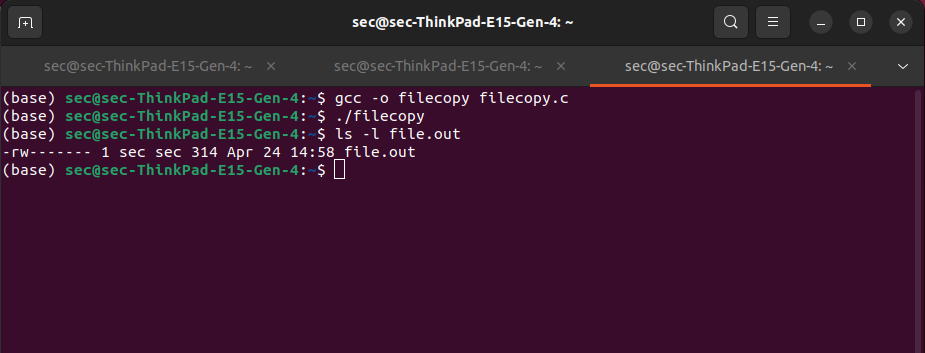 sec@sec-ThinkPad-E15-Gen-4: ~
sec@sec-ThinkPad-E15-Gen-4: ~ × sec@sec-ThinkPad-E15-Gen-4: ~ × sec@sec-ThinkPad-E15-Gen-4: ~ ×
(base) sec@sec-ThinkPad-E15-Gen-4:~$ gcc -o filecopy filecopy.c
(base) sec@sec-ThinkPad-E15-Gen-4:~$ ./filecopy
(base) sec@sec-ThinkPad-E15-Gen-4:~$ ls -l file.out
-rw------- 1 sec sec 314 Apr 24 14:58 file.out
(base) sec@sec-ThinkPad-E15-Gen-4:~$